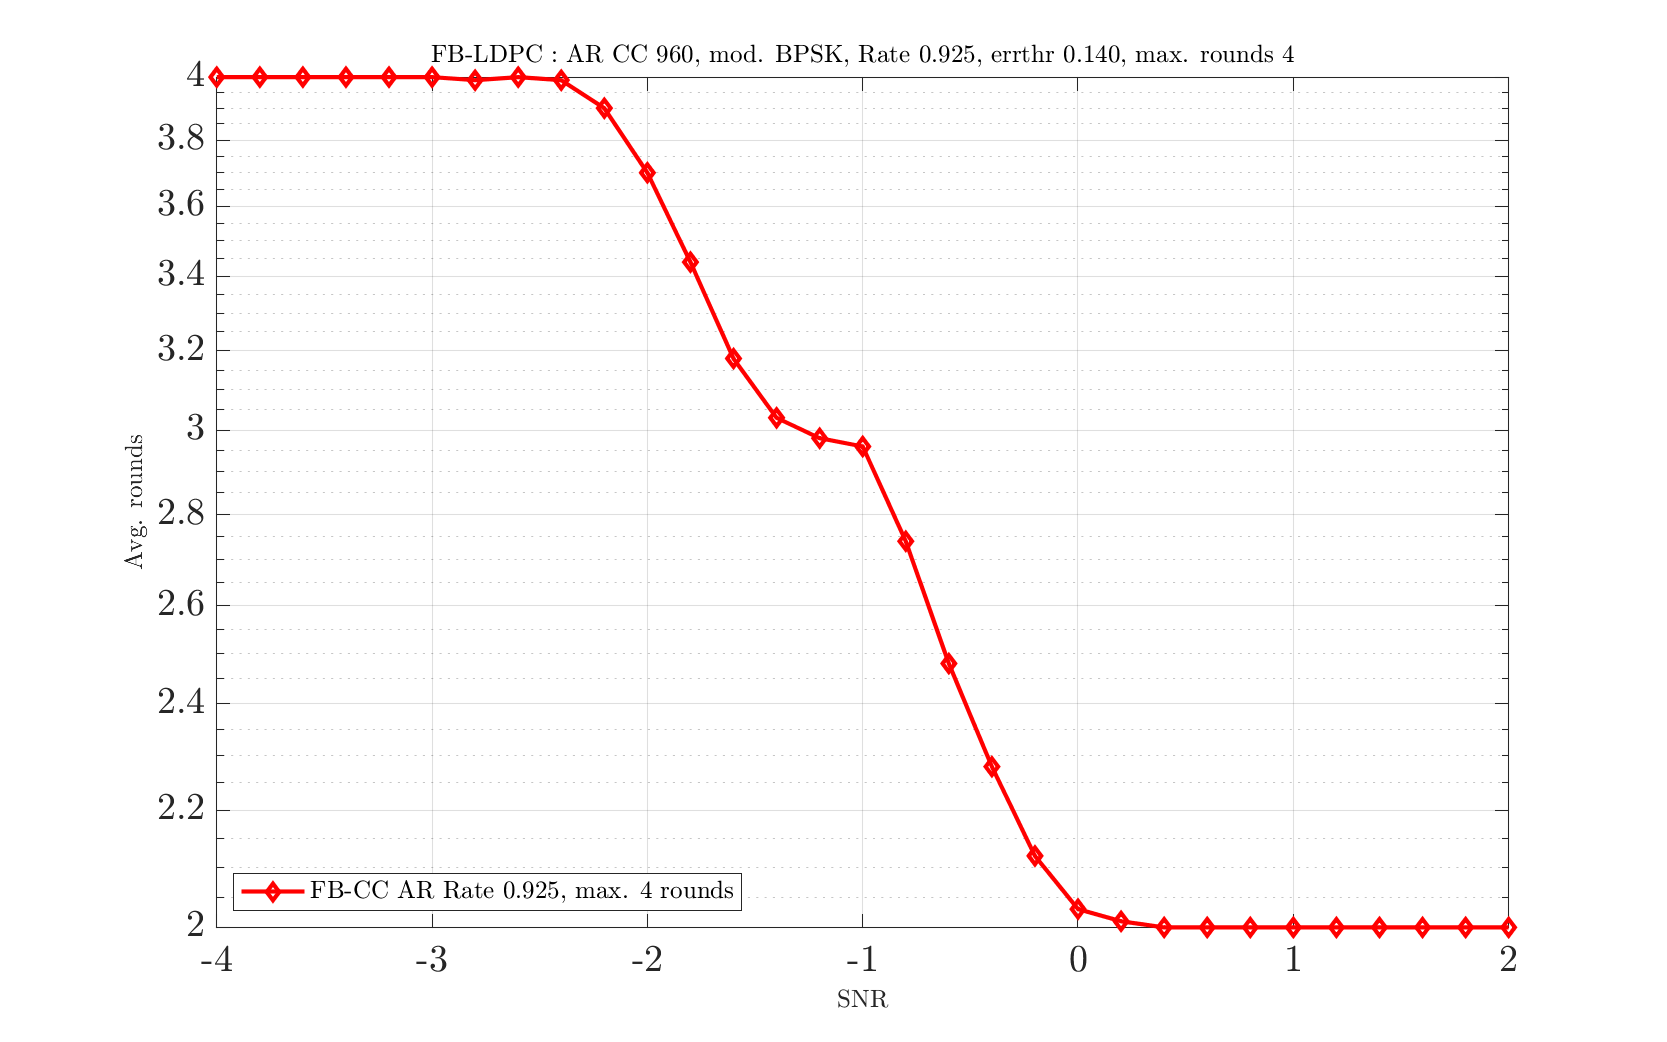 FB-LDPC : AR CC 960, mod. BPSK, Rate 0.925, errthr 0.140, max. rounds 4
4
3.8
3.6
3.4
3.2
3
2.8
2.6
2.4
2.2
2
Avg. rounds
FB-CC AR Rate 0.925, max. 4 rounds
-4 -3 -2 -1 0 1 2
SNR